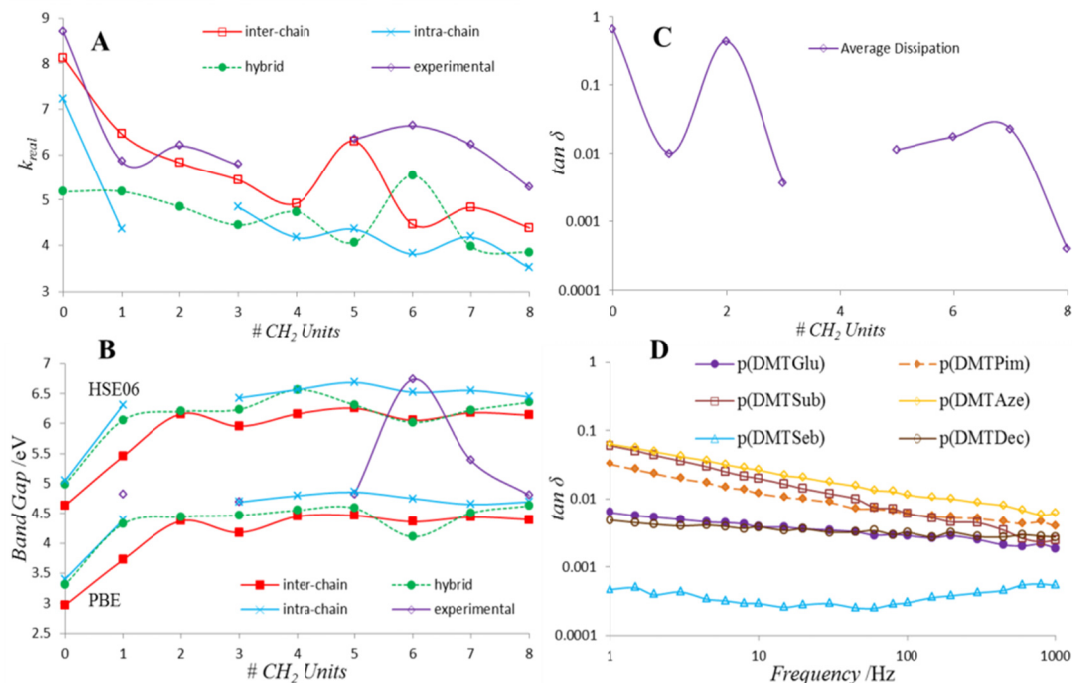 A
inter-chain
intra-chain
hybrid
experimental
k_real
9
8
7
6
5
4
3
0 1 2 3 4 5 6 7 8
# CH2 Units
C
Average Dissipation
tan δ
1
0.1
0.01
0.001
0.0001
0 2 4 6 8
# CH2 Units
B
HSE06
PBE
Band Gap /eV
7
6.5
6
5.5
5
4.5
4
3.5
3
2.5
inter-chain
hybrid
intra-chain
experimental
0 1 2 3 4 5 6 7 8
# CH2 Units
D
p(DMTGlu)
p(DMTPim)
p(DMTSub)
p(DMTAze)
p(DMTSeb)
p(DMTDec)
tan δ
1
0.1
0.01
0.001
0.0001
1 10 100 1000
Frequency /Hz